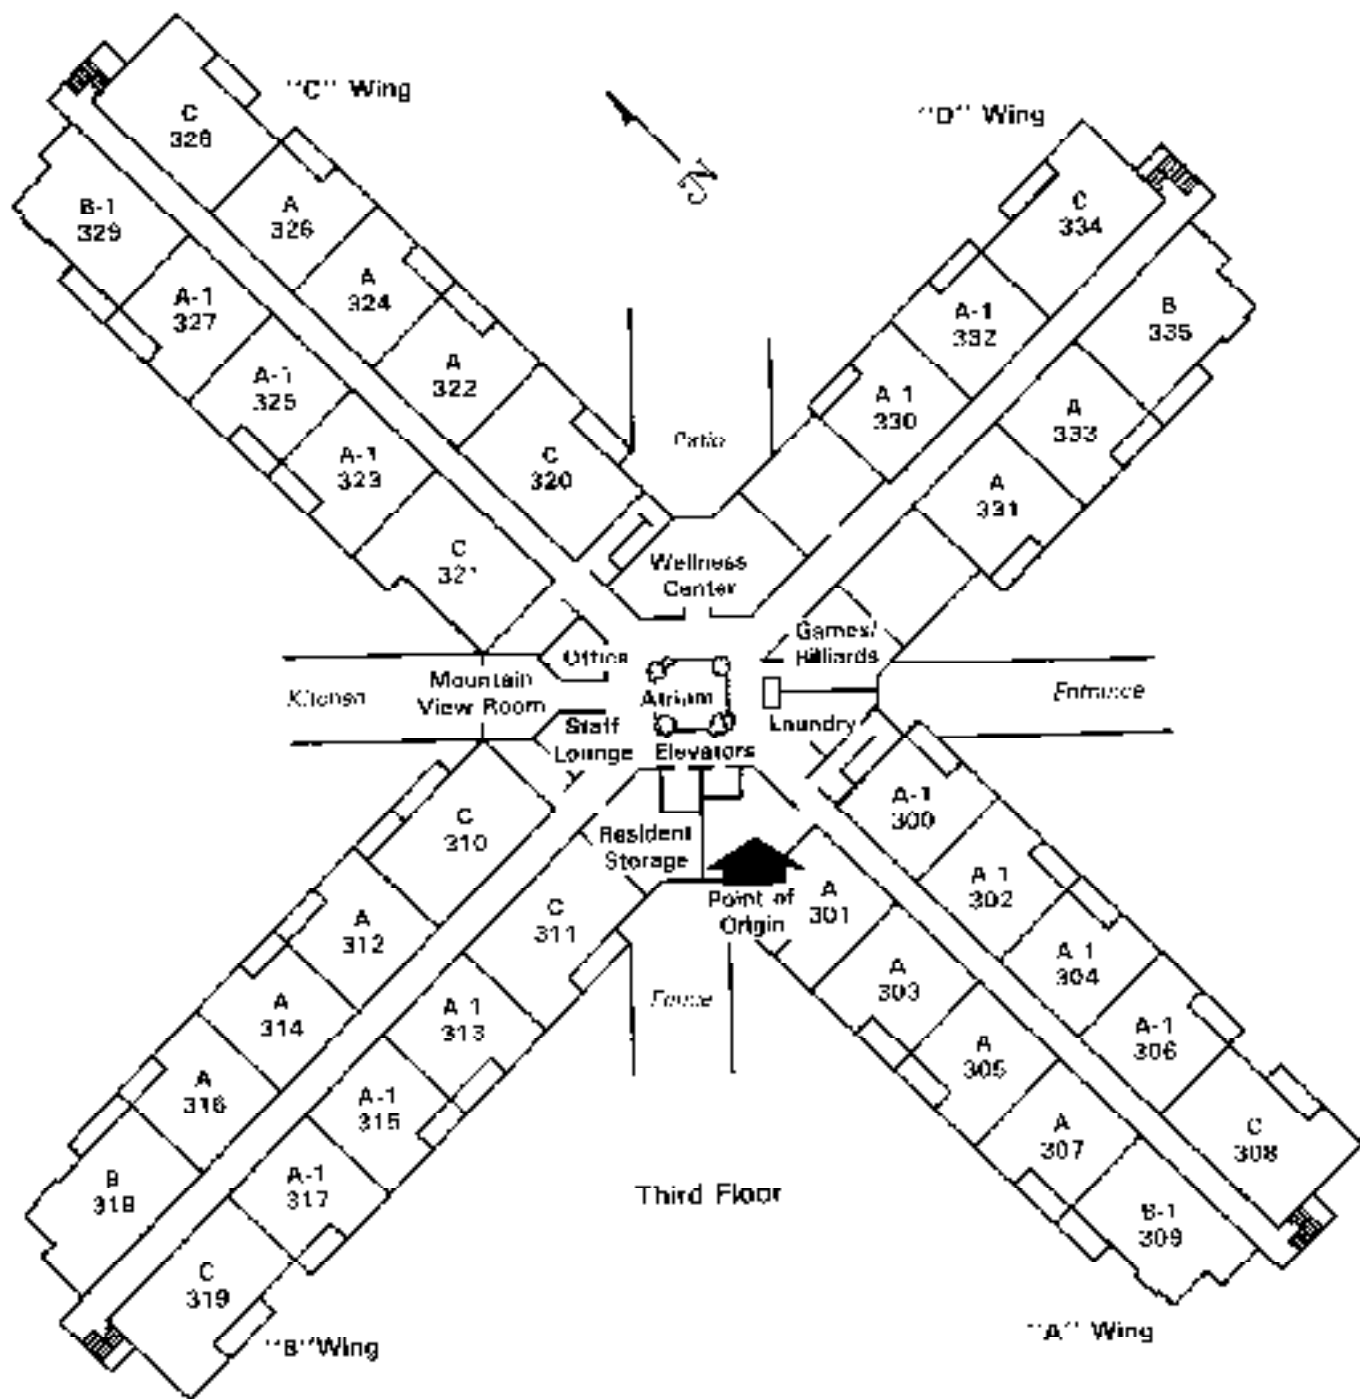 "C" Wing
"D" Wing
N
C
328
A
326
A
324
A
322
C
320
B-1
329
A-1
327
A-1
325
A-1
323
C
321
C
334
A-1
332
A 1
330
B
335
A
333
A
331
Patio
Wellness
Center
Games/
Billiards
Office
Atrium
Mountain
View Room
Kitchen
Entrance
Laundry
Staff
Lounge
Elevators
Resident
Storage
Point of
Origin
C
310
A
312
A
314
A
316
B
318
C
311
A 1
313
A-1
315
A-1
317
C
319
A-1
300
A 1
302
A 1
304
A-1
306
C
308
A
301
A
303
A
305
A
307
B-1
309
Third Floor
"B" Wing
"A" Wing